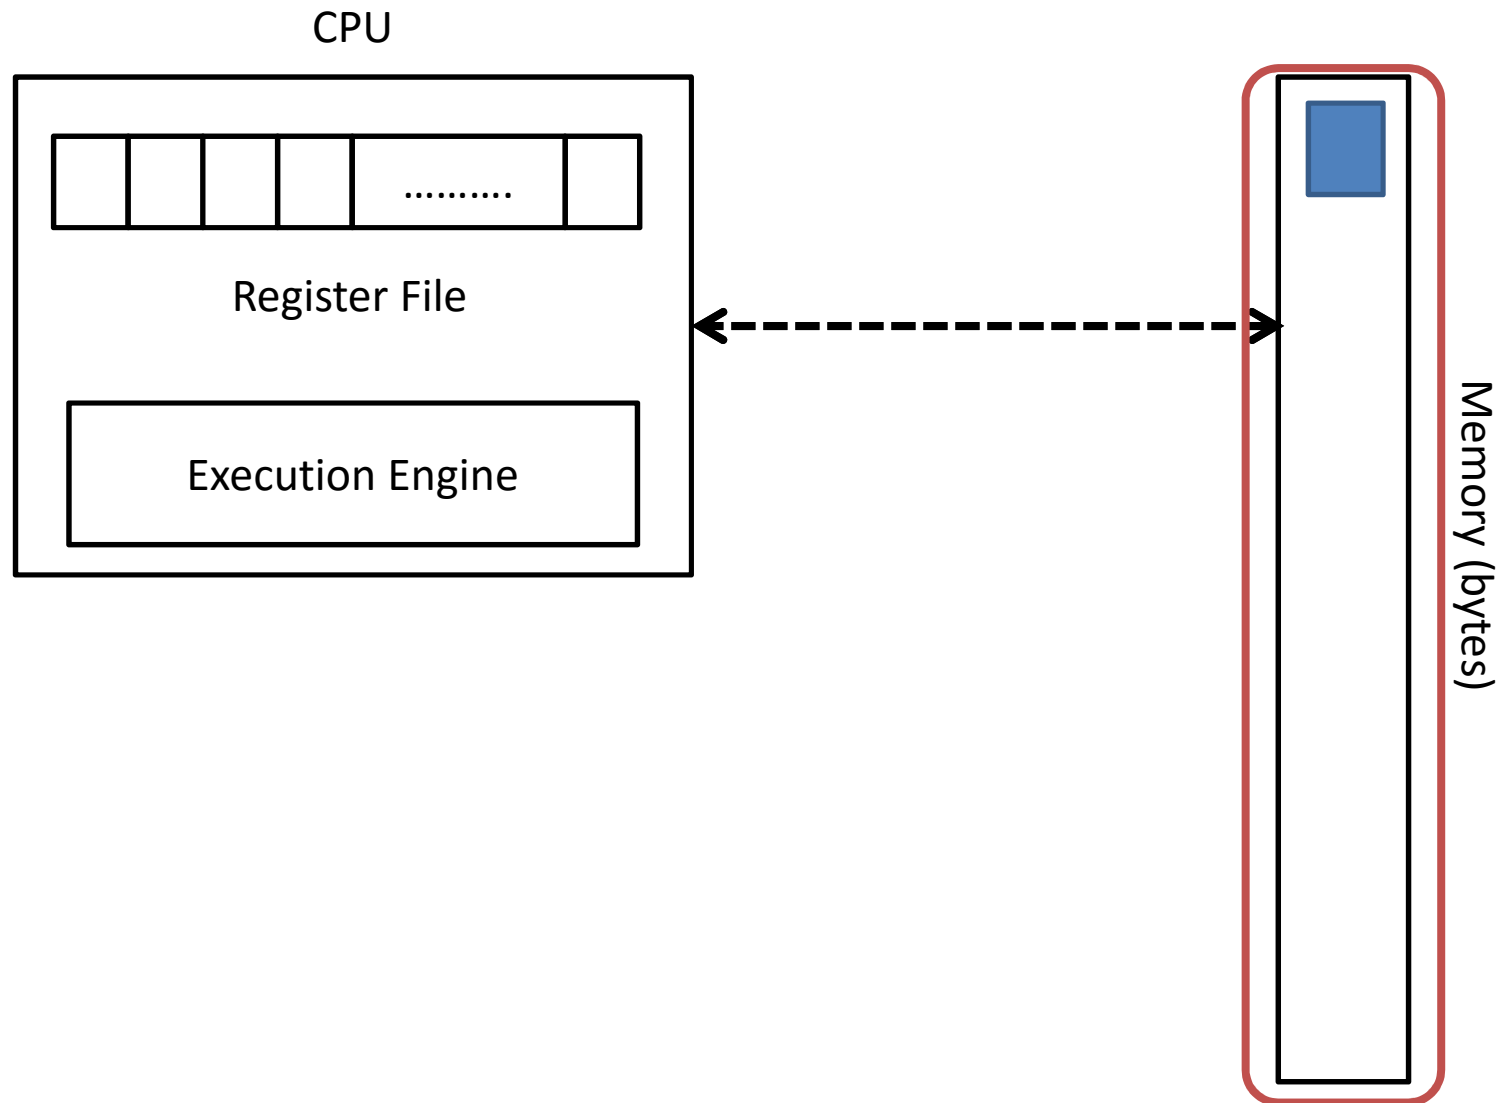 CPU
……….
Register File
Execution Engine
Memory (bytes)